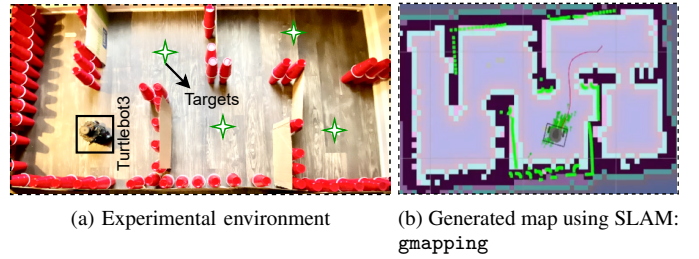 Targets
Turtlebot3
(a) Experimental environment
(b) Generated map using SLAM:
gmapping